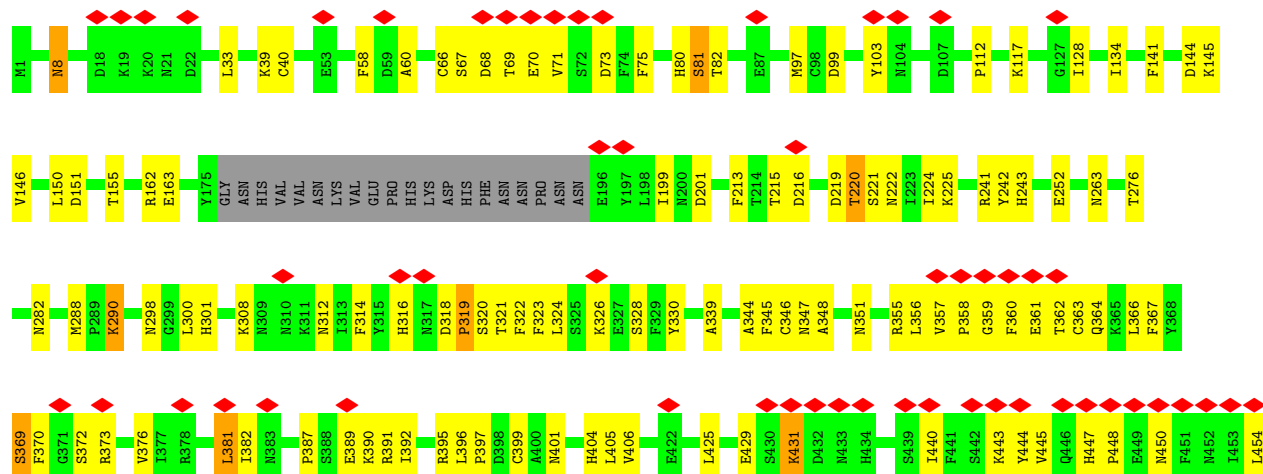 M1 N8 D18 K19 K20 N21 D22 L33 K39 C40 E53 F58 D59 A60 C66 S67 D68 T69 E70 V71 S72 D73 F74 F75 H80 S81 T82 E87 M97 C98 D99 Y103 N104 D107 P112 K117 G127 I128 I134 F141 D144 K145
V146 L150 D151 T155 R162 E163 Y175 GLY ASN HIS VAL VAL ASN LYS VAL GLU PRO HIS LYS ASP HIS PHE ASN ASN PRO ASN ASN E196 Y197 L198 I199 N200 D201 F213 T214 T215 D216 D219 T220 S221 N222 I223 I224 K225 R241 Y242 H243 E252 N263 T276
N282 M288 P289 K290 N298 G299 L300 H301 K308 N309 N310 K311 N312 I313 F314 Y315 H316 N317 D318 P319 S320 T321 F322 F323 L324 S325 K326 E327 S328 F329 Y330 A339 A344 F345 C346 N347 A348 N351 R355 L356 V357 P358 G359 F360 E361 T362 C363 Q364 K365 L366 F367 Y368
S369 F370 G371 S372 R373 V376 I377 R378 L381 I382 N383 P387 S388 E389 K390 R391 I392 R395 L396 P397 D398 C399 A400 N401 H404 L405 V406 E422 L425 E429 S430 K431 D432 N433 H434 S439 I440 F441 S442 K443 Y444 V445 Q446 H447 P448 E449 N450 F451 N452 I453 L454